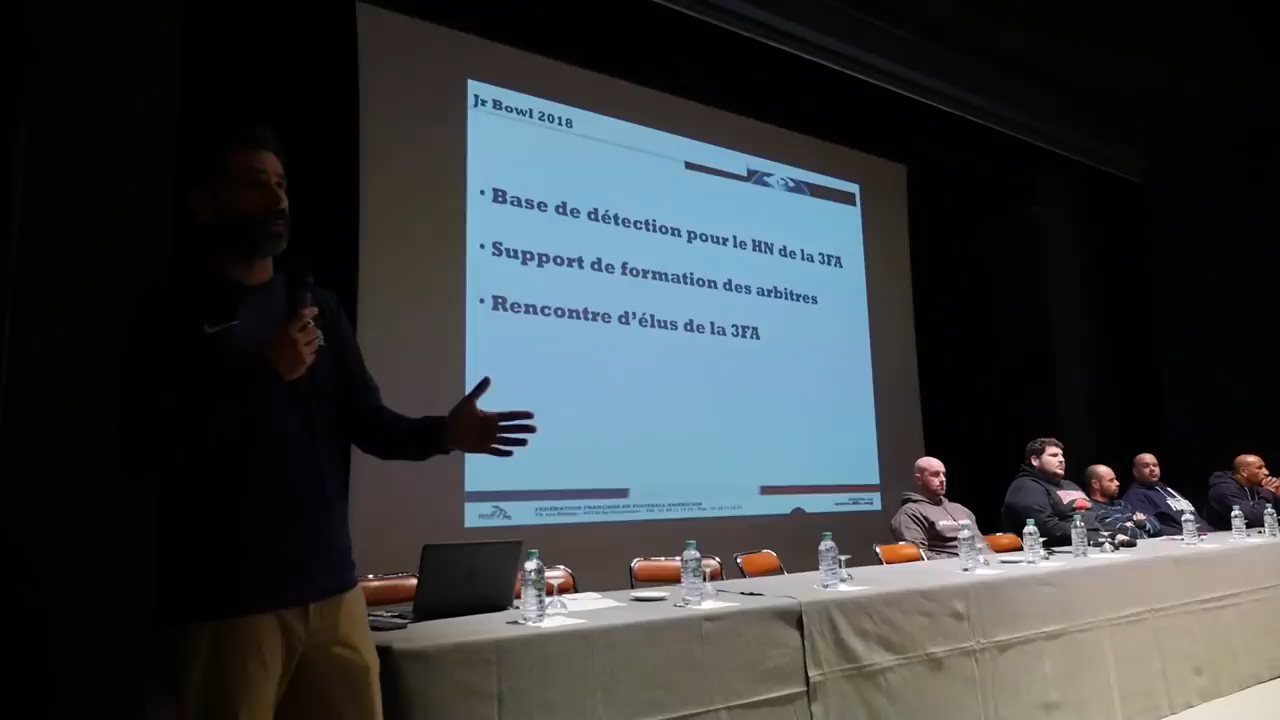 Jr Bowl 2018
• Base de détection pour le HN de la 3FA
• Support de formation des arbitres
• Rencontre d'élus de la 3FA
FÉDÉRATION FRANÇAISE DE FOOTBALL AMÉRICAIN